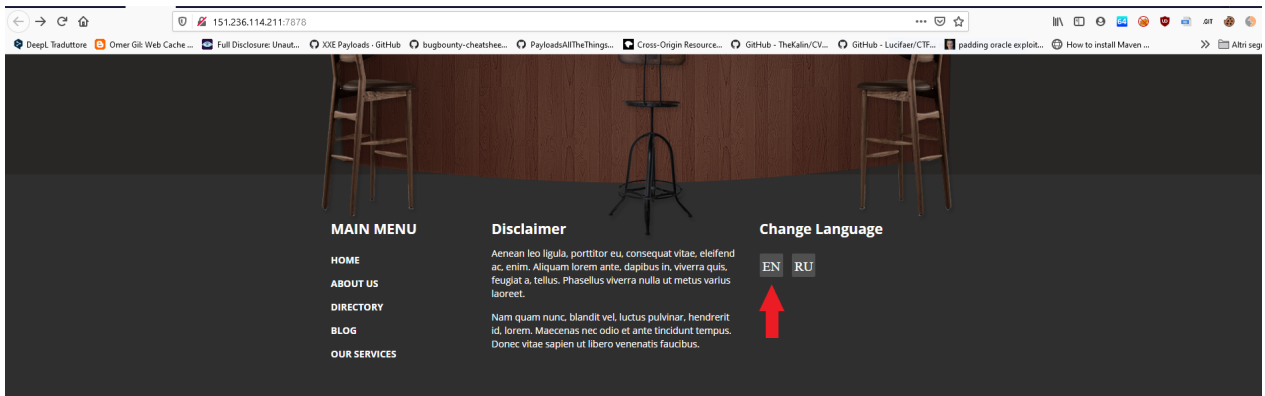 151.236.114.211:7878
DeepL Traduttore Omer Gil: Web Cache ... Full Disclosure: Unaut... XXE Payloads · GitHub bugbounty-cheatshee... PayloadsAllTheThings... Cross-Origin Resource... GitHub - TheKalin/CV... GitHub - Lucifaer/CTF... padding oracle exploit... How to install Maven ... Altri seg
MAIN MENU
HOME
ABOUT US
DIRECTORY
BLOG
OUR SERVICES
Disclaimer
Aenean leo ligula, porttitor eu, consequat vitae, eleifend
ac, enim. Aliquam lorem ante, dapibus in, viverra quis,
feugiat a, tellus. Phasellus viverra nulla ut metus varius
laoreet.
Nam quam nunc, blandit vel, luctus pulvinar, hendrerit
id, lorem. Maecenas nec odio et ante tincidunt tempus.
Donec vitae sapien ut libero venenatis faucibus.
Change Language
EN RU